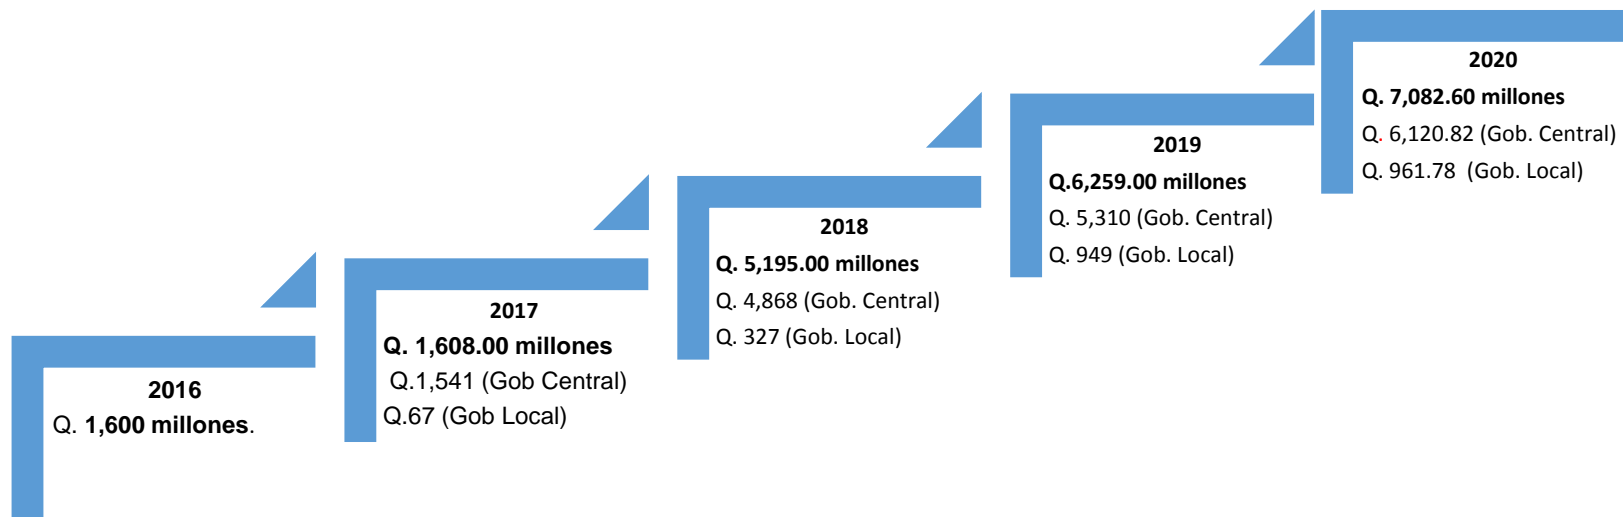 2016
Q. 1,600 millones.
2017
Q. 1,608.00 millones
Q.1,541 (Gob Central)
Q.67 (Gob Local)
2018
Q. 5,195.00 millones
Q. 4,868 (Gob. Central)
Q. 327 (Gob. Local)
2019
Q.6,259.00 millones
Q. 5,310 (Gob. Central)
Q. 949 (Gob. Local)
2020
Q. 7,082.60 millones
Q. 6,120.82 (Gob. Central)
Q. 961.78 (Gob. Local)